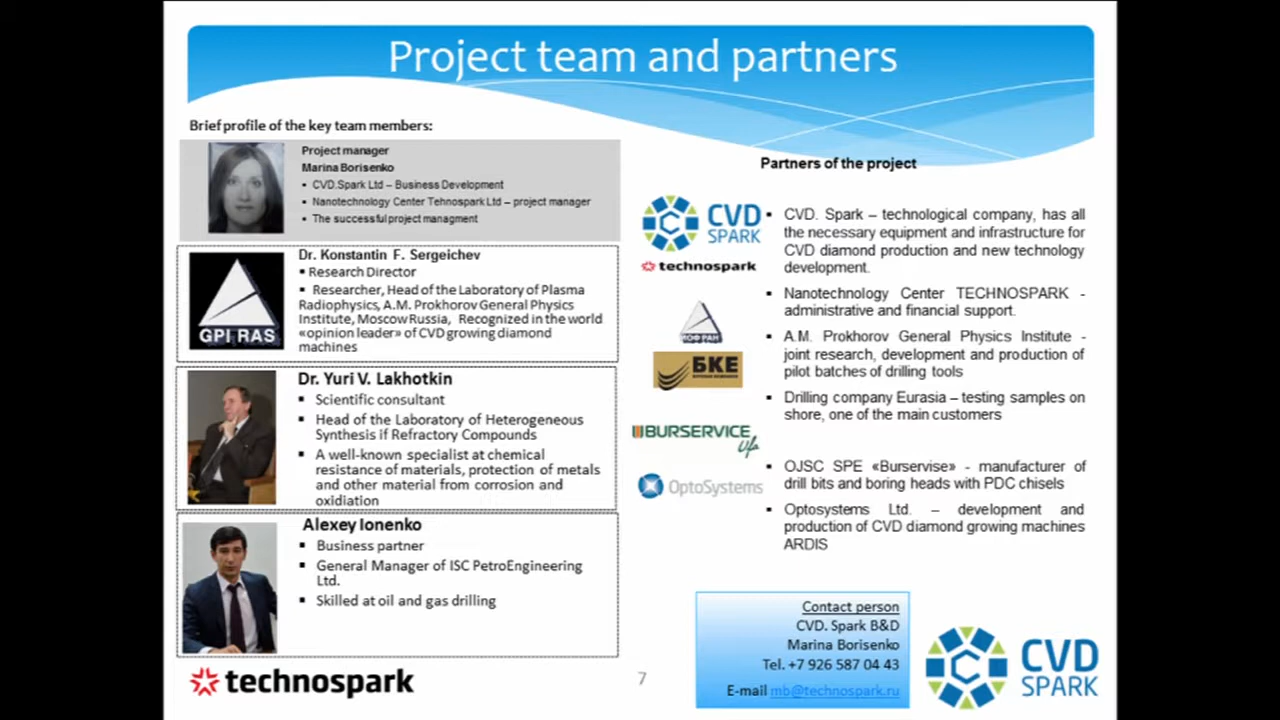 Project team and partners
Brief profile of the key team members:
Project manager
Marina Borisenko
▪ CVD.Spark Ltd – Business Development
▪ Nanotechnology Center Tehnospark Ltd – project manager
▪ The successful project managment
GPI RAS
Dr. Konstantin F. Sergeichev
▪ Research Director
▪ Researcher, Head of the Laboratory of Plasma
Radiophysics, A.M. Prokhorov General Physics
Institute, Moscow Russia, Recognized in the world
«opinion leader» of CVD growing diamond
machines
Dr. Yuri V. Lakhotkin
▪ Scientific consultant
▪ Head of the Laboratory of Heterogeneous
Synthesis if Refractory Compounds
▪ A well-known specialist at chemical
resistance of materials, protection of metals
and other material from corrosion and
oxidiation
Alexey Ionenko
▪ Business partner
▪ General Manager of ISC PetroEngineering
Ltd.
▪ Skilled at oil and gas drilling
technospark
Partners of the project
CVD
SPARK
technospark
ИОФ РАН
БКЕ
BURSERVICE
OptoSystems
▪ CVD. Spark – technological company, has all
the necessary equipment and infrastructure for
CVD diamond production and new technology
development.
▪ Nanotechnology Center TECHNOSPARK -
administrative and financial support.
▪ A.M. Prokhorov General Physics Institute -
joint research, development and production of
pilot batches of drilling tools
▪ Drilling company Eurasia – testing samples on
shore, one of the main customers
▪ OJSC SPE «Burservise» - manufacturer of
drill bits and boring heads with PDC chisels
▪ Optosystems Ltd. – development and
production of CVD diamond growing machines
ARDIS
7
Contact person
CVD. Spark B&D
Marina Borisenko
Tel. +7 926 587 04 43
E-mail mb@technospark.ru
CVD
SPARK